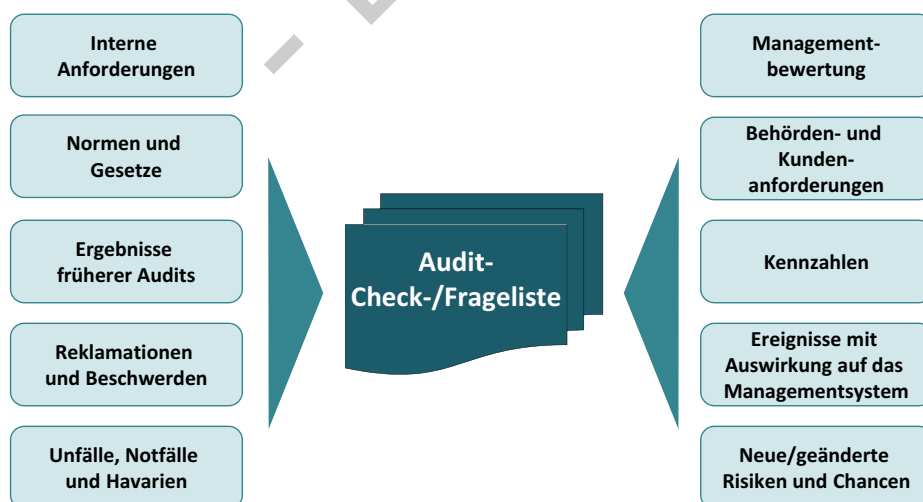 Interne
Anforderungen
Normen und
Gesetze
Ergebnisse
früherer Audits
Reklamationen
und Beschwerden
Unfälle, Notfälle
und Havarien
Audit-
Check-/Frageliste
Management-
bewertung
Behörden- und
Kunden-
anforderungen
Kennzahlen
Ereignisse mit
Auswirkung auf das
Managementsystem
Neue/geänderte
Risiken und Chancen